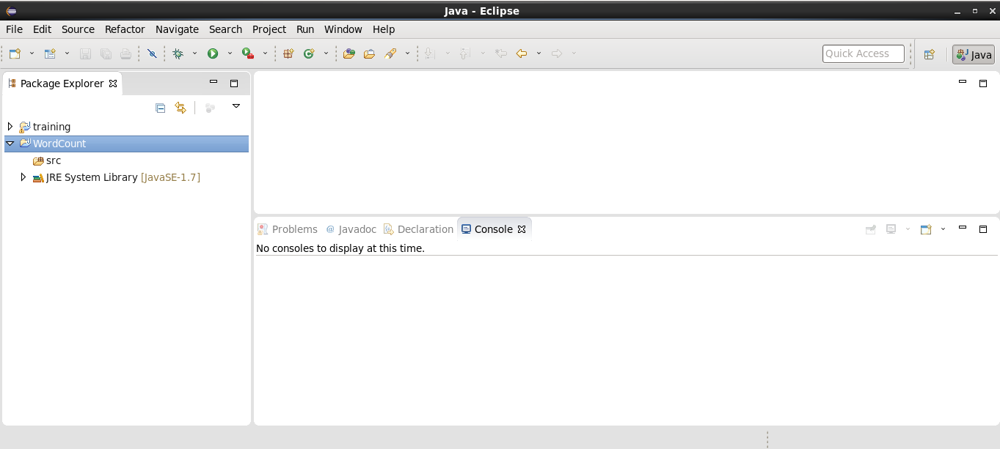 Java - Eclipse
File Edit Source Refactor Navigate Search Project Run Window Help
Quick Access Java
Package Explorer
training
WordCount
src
JRE System Library [JavaSE-1.7]
Problems @ Javadoc Declaration Console
No consoles to display at this time.